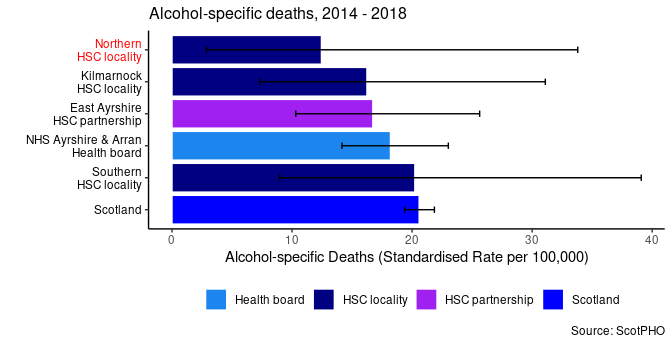 Alcohol-specific deaths, 2014 - 2018
Northern
HSC locality
Kilmarnock
HSC locality
East Ayrshire
HSC partnership
NHS Ayrshire & Arran
Health board
Southern
HSC locality
Scotland
0 10 20 30 40
Alcohol-specific Deaths (Standardised Rate per 100,000)
Health board HSC locality HSC partnership Scotland
Source: ScotPHO